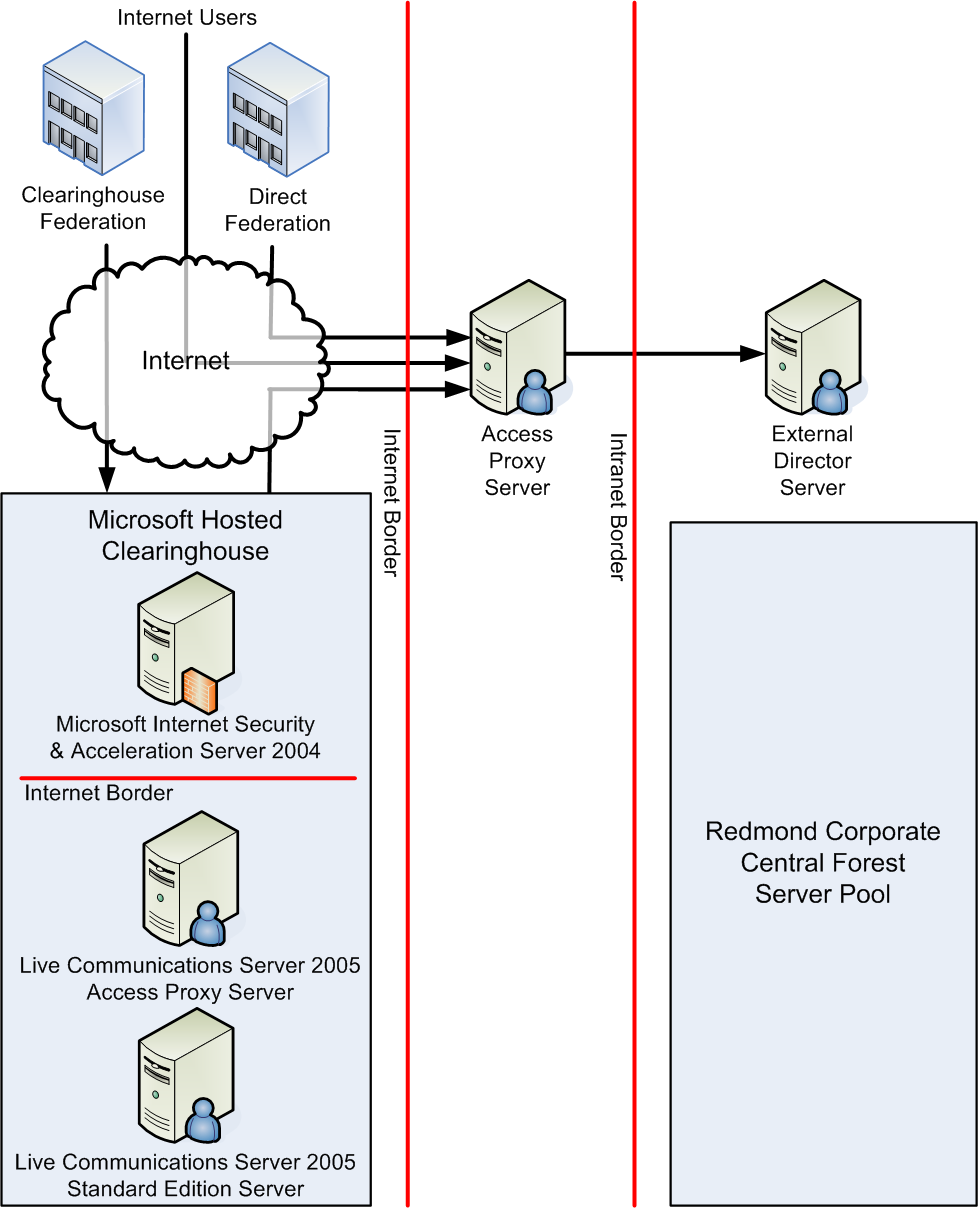 Internet Users
Clearinghouse
Federation
Direct
Federation
Internet
Access
Proxy
Server
External
Director
Server
Internet Border
Intranet Border
Microsoft Hosted
Clearinghouse
Microsoft Internet Security
& Acceleration Server 2004
Internet Border
Live Communications Server 2005
Access Proxy Server
Live Communications Server 2005
Standard Edition Server
Redmond Corporate
Central Forest
Server Pool